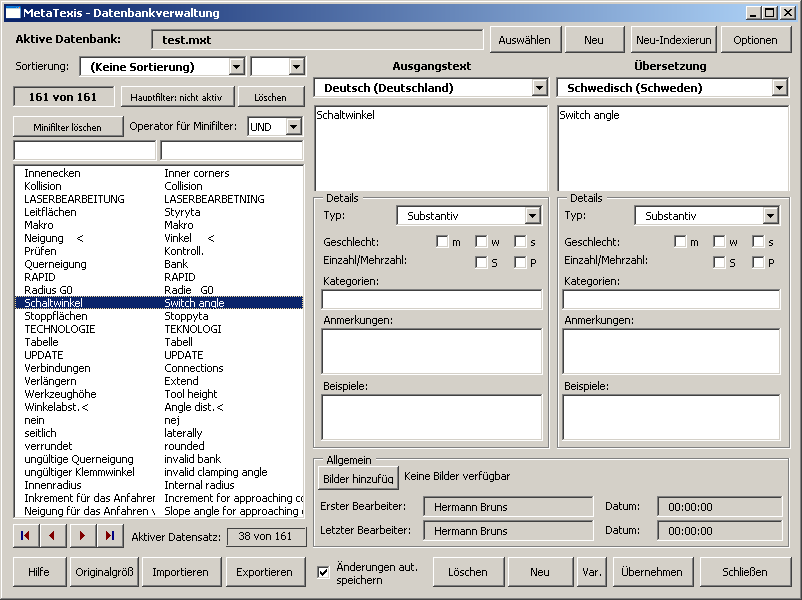 MetaTexis - Datenbankverwaltung
Aktive Datenbank: test.mxt Auswählen Neu Neu-Indexierun Optionen
Sortierung: (Keine Sortierung) Ausgangstext Übersetzung
Deutsch (Deutschland) Schwedisch (Schweden)
161 von 161 Hauptfilter: nicht aktiv Löschen
Minifilter löschen Operator für Minifilter: UND
Schaltwinkel Switch angle
Innenecken Inner corners
Kollision Collision
LASERBEARBEITUNG LASERBEARBETNING
Leitflächen Styryta
Makro Makro
Neigung < Vinkel <
Prüfen Kontroll.
Querneigung Bank
RAPID RAPID
Radius G0 Radie G0
Schaltwinkel Switch angle
Stoppflächen Stoppyta
TECHNOLOGIE TEKNOLOGI
Tabelle Tabell
UPDATE UPDATE
Verbindungen Connections
Verlängern Extend
Werkzeughöhe Tool height
Winkelabst.< Angle dist.<
nein nej
seitlich laterally
verrundet rounded
ungültige Querneigung invalid bank
ungültiger Klemmwinkel invalid clamping angle
Innenradius Internal radius
Inkrement für das Anfahren Increment for approaching co
Neigung für das Anfahren v Slope angle for approaching c
Details Details
Typ: Substantiv Typ: Substantiv
Geschlecht: m w s Geschlecht: m w s
Einzahl/Mehrzahl: S P Einzahl/Mehrzahl: S P
Kategorien: Kategorien:
Anmerkungen: Anmerkungen:
Beispiele: Beispiele:
Allgemein
Bilder hinzufüg Keine Bilder verfügbar
Erster Bearbeiter: Hermann Bruns Datum: 00:00:00
Letzter Bearbeiter: Hermann Bruns Datum: 00:00:00
Aktiver Datensatz: 38 von 161
Hilfe Originalgröß Importieren Exportieren Änderungen aut. speichern Löschen Neu Var. Übernehmen Schließen